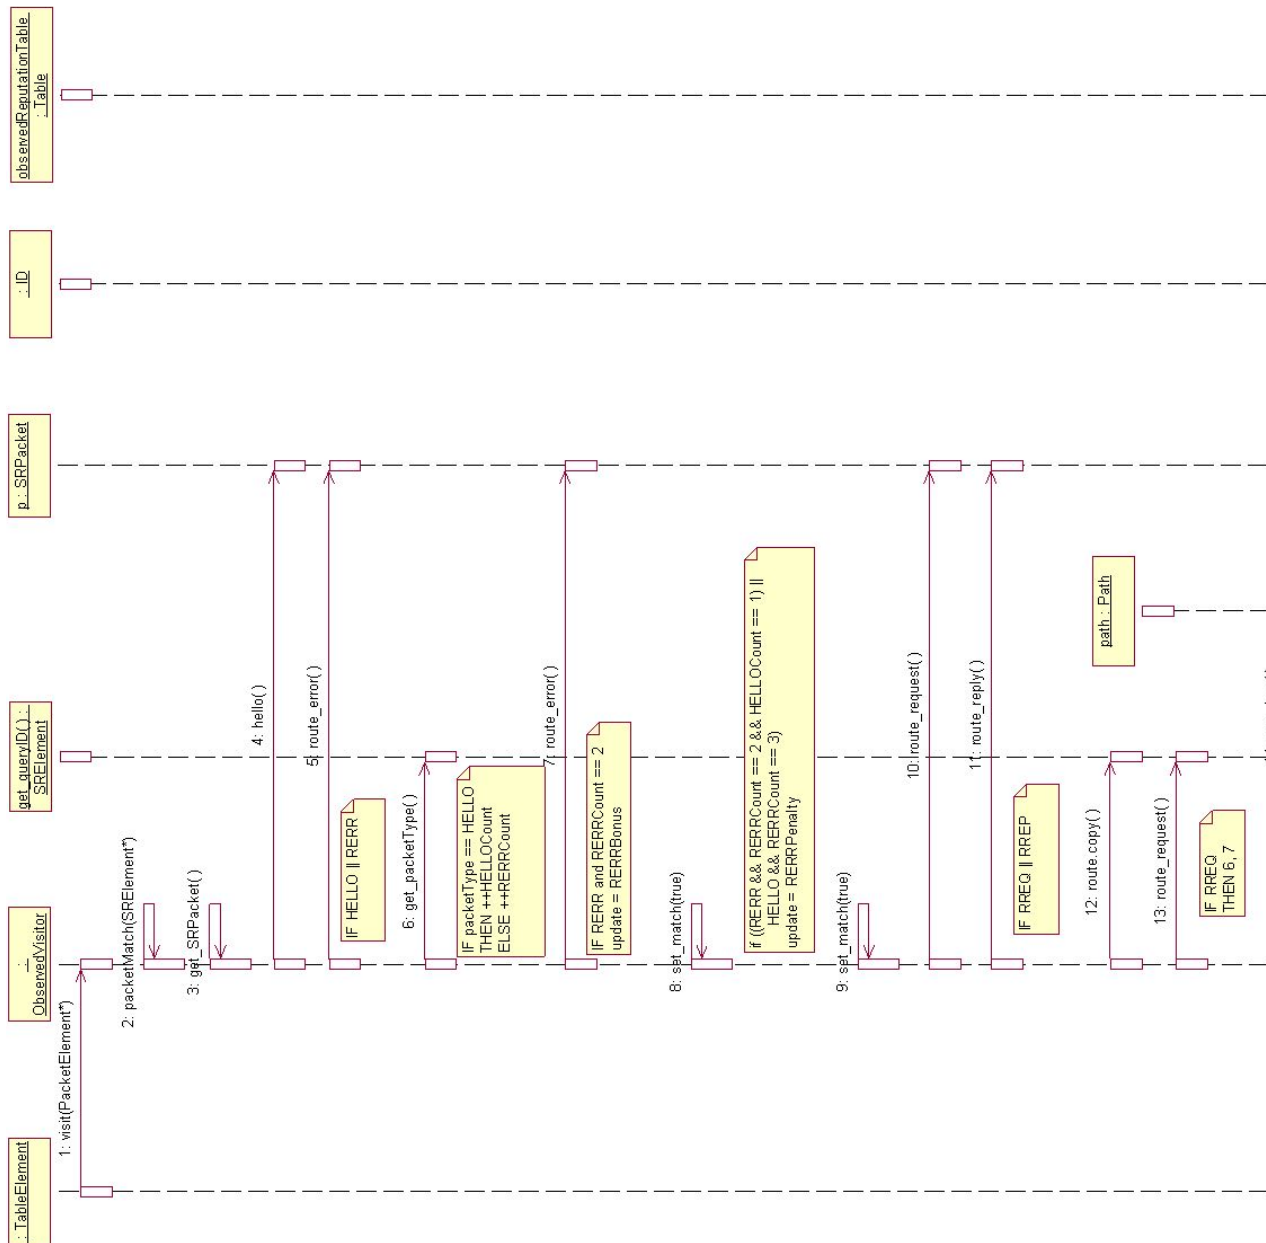 : TableElement
:
ObservedVisitor
get_queryID() :
SRElement
p : SRPacket
: ID
observedReputationTable
: Table
1: visit(PacketElement*)
2: packetMatch(SRElement*)
3: get_SRPacket( )
4: hello( )
5: route_error( )
IF HELLO || RERR
6: get_packetType( )
IF packetType == HELLO
THEN ++HELLOCount
ELSE ++RERRCount
7: route_error( )
IF RERR and RERRCount == 2
update = RERRBonus
8: set_match(true)
if ((RERR && RERRCount == 2 && HELLOCount == 1) ||
HELLO && RERRCount == 3)
update = RERRPenalty
9: set_match(true)
10: route_request( )
11: route_reply( )
IF RREQ || RREP
path : Path
12: route.copy( )
13: route_request( )
IF RREQ
THEN 6, 7